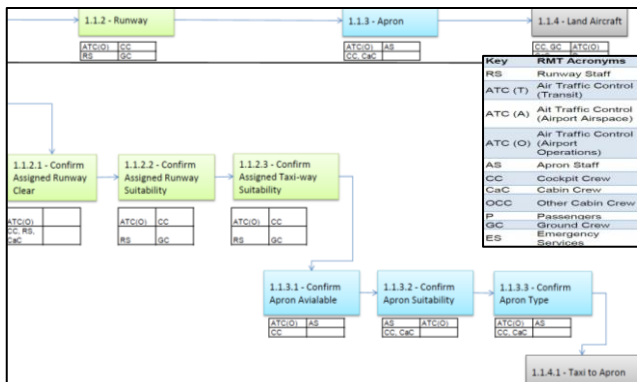 1.1.2 - Runway
1.1.3 - Apron
1.1.4 - Land Aircraft
ATC(O) CC
RS GC
ATC(O) AS
CC, CaC
CC, GC ATC(O)
Key RMT Acronyms
RS Runway Staff
ATC (T) Air Traffic Control
(Transit)
ATC (A) Ait Traffic Control
(Airport Airspace)
ATC (O) Air Traffic Control
(Airport
Operations)
AS Apron Staff
CC Cockpit Crew
CaC Cabin Crew
OCC Other Cabin Crew
P Passengers
GC Ground Crew
ES Emergency
Services
1.1.2.1 - Confirm
Assigned Runway
Clear
1.1.2.2 - Confirm
Assigned Runway
Suitability
1.1.2.3 - Confirm
Assigned Taxi-way
Suitability
ATC(O)
CC, RS,
CaC
ATC(O) CC
RS GC
ATC(O) CC
RS GC
1.1.3.1 - Confirm
Apron Avialable
1.1.3.2 - Confirm
Apron Suitability
1.1.3.3 - Confirm
Apron Type
ATC(O) AS
CC
AS ATC(O)
CC, CaC
ATC(O) AS
CC, CaC
1.1.4.1 - Taxi to Apron